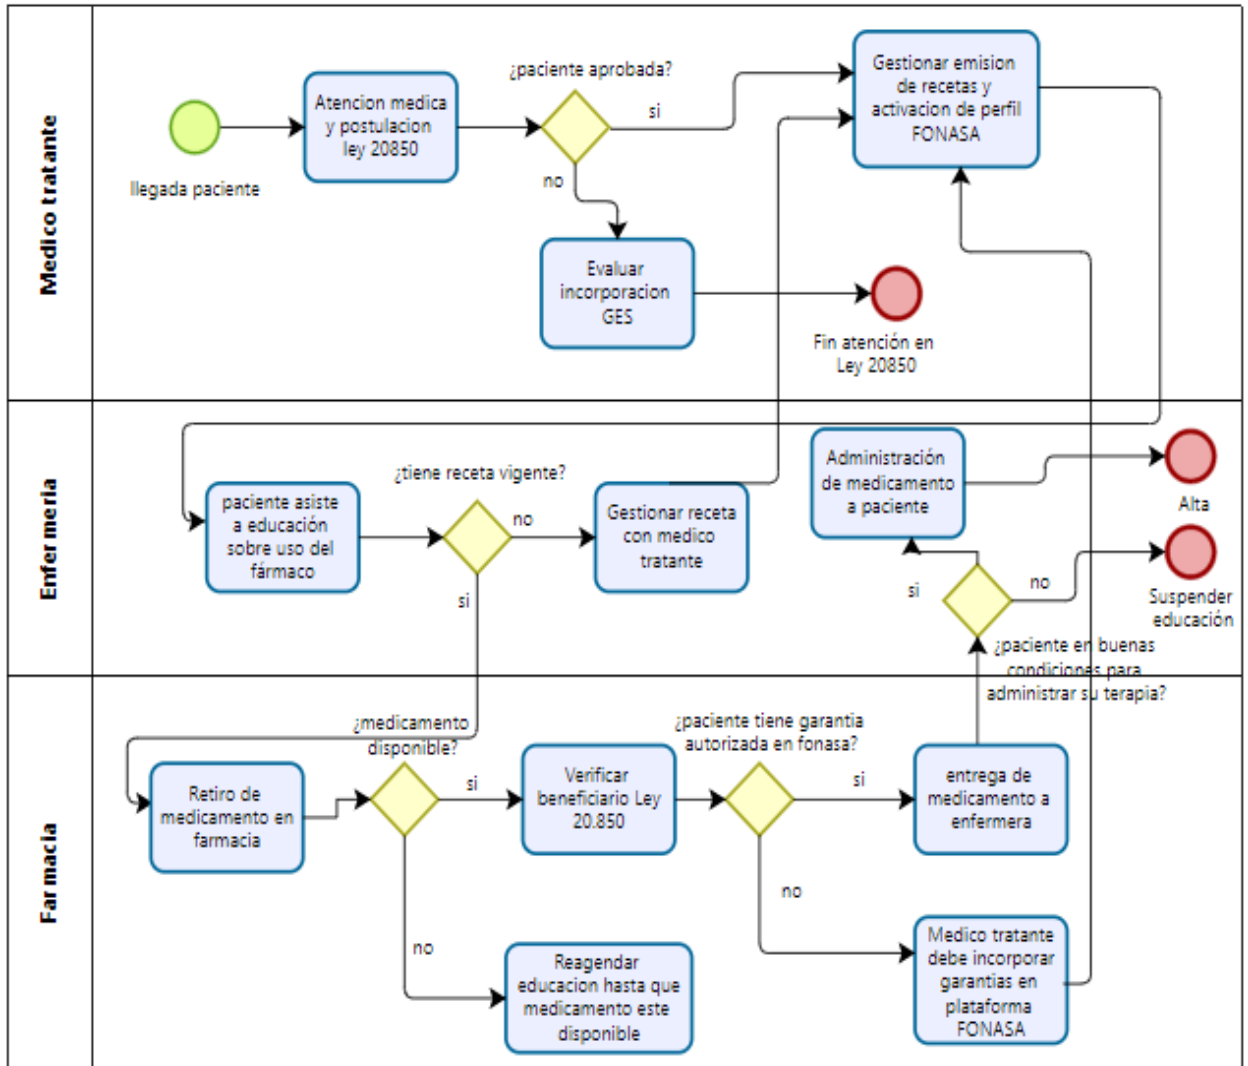 Medico tratante
llegada paciente
Atencion medica
y postulacion
ley 20850
¿paciente aprobada?
si
no
Gestionar emision
de recetas y
activacion de perfil
FONASA
Evaluar
incorporacion
GES
Fin atención en
Ley 20850
Enfermeria
paciente asiste
a educación
sobre uso del
fármaco
¿tiene receta vigente?
no
si
Gestionar receta
con medico
tratante
Administración
de medicamento
a paciente
Alta
si
no
Suspender
educación
¿paciente en buenas
condiciones para
administrar su terapia?
Farmacia
Retiro de
medicamento en
farmacia
¿medicamento
disponible?
si
no
Verificar
beneficiario Ley
20.850
¿paciente tiene garantia
autorizada en fonasa?
si
no
entrega de
medicamento a
enfermera
Reagendar
educacion hasta que
medicamento este
disponible
Medico tratante
debe incorporar
garantias en
plataforma
FONASA